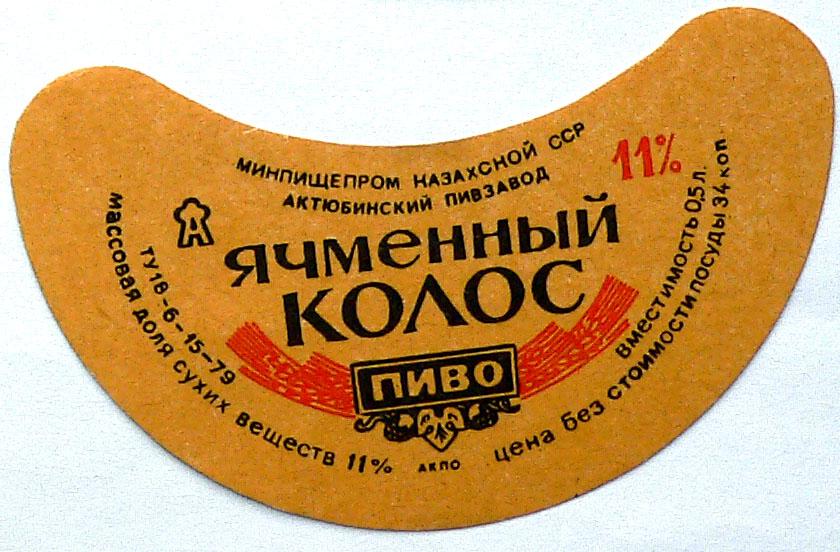 МИНПИЩЕПРОМ НАЗАХСНОЙ ССР
АКТЮБИНСКИЙ ПИВЗАВОД
11%
ЯЧМЕННЫЙ
КОЛОС
ПИВО
ТУ18-6-15-79
массовая доля сухих веществ 11%
АКПО
вместимость 0,5 л.
цена без стоимости посуды 34 коп